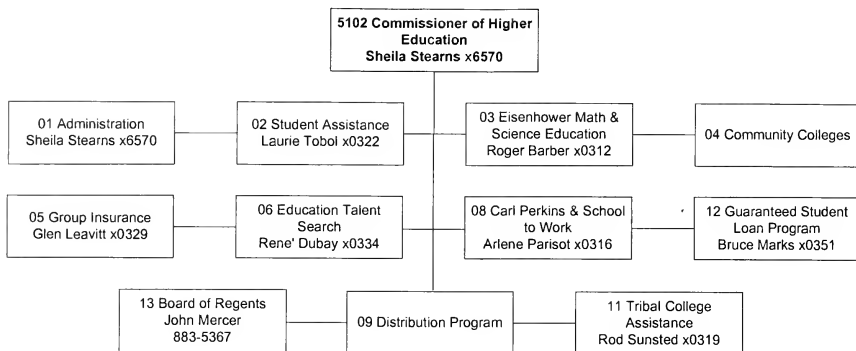 5102 Commissioner of Higher
Education
Sheila Stearns x6570
01 Administration
Sheila Stearns x6570
02 Student Assistance
Laurie Tobol x0322
03 Eisenhower Math &
Science Education
Roger Barber x0312
04 Community Colleges
05 Group Insurance
Glen Leavitt x0329
06 Education Talent
Search
Rene' Dubay x0334
08 Carl Perkins & School
to Work
Arlene Parisot x0316
12 Guaranteed Student
Loan Program
Bruce Marks x0351
13 Board of Regents
John Mercer
883-5367
09 Distribution Program
11 Tribal College
Assistance
Rod Sunsted x0319